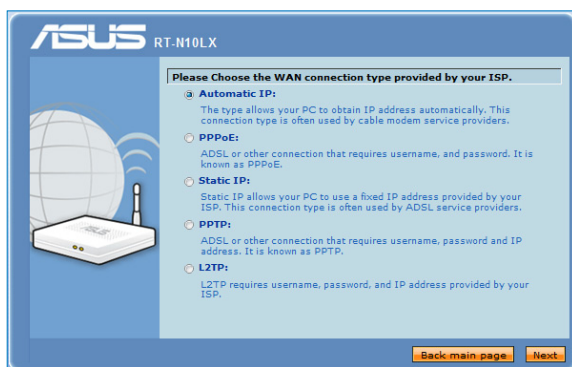 ASUS RT-N10LX
Please Choose the WAN connection type provided by your ISP.
Automatic IP:
The type allows your PC to obtain IP address automatically. This
connection type is often used by cable modem service providers.
PPPoE:
ADSL or other connection that requires username, and password. It is
known as PPPoE.
Static IP:
Static IP allows your PC to use a fixed IP address provided by your
ISP. This connection type is often used by ADSL service providers.
PPTP:
ADSL or other connection that requires username, password and IP
address. It is known as PPTP.
L2TP:
L2TP requires username, password, and IP address provided by your
ISP.
ASUS
Back main page Next